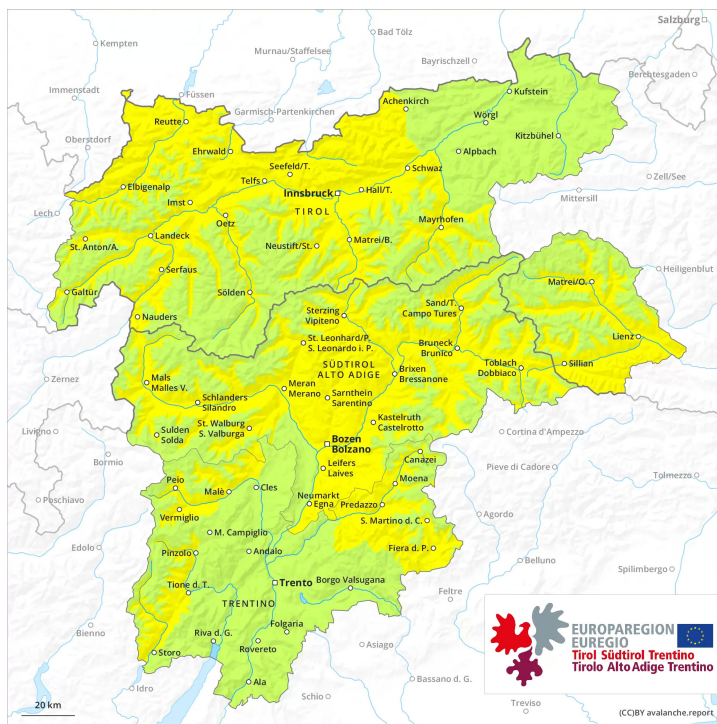 Salzburg
Kempten
Bad Tölz
Murnau/Staffelsee
Bayrischzell
Berchtesgaden
Immenstadt
Füssen
Kufstein
Garmisch-Partenkirchen
Achenkirch
Reutte
Wörgl
Oberstdorf
Kitzbühel
Ehrwald
Alpbach
Seefeld/T.
Schwaz
Telfs
Zell/See
Elbigenalp
Innsbruck
Hall/T.
Mittersill
Lech
Imst
TIROL
Oetz
Mayrhofen
St. Anton/A.
Landeck
Neustift/St.
Matrei/B.
Heiligenblut
Serfaus
Matrei/O.
Galtür
Sölden
Sand/T.
Campo Tures
Nauders
Sterzing
Vipiteno
Lienz
St. Leonhard/P.
S. Leonardo i. P.
Bruneck
Brunico
Toblach
Dobbiaco
Sillian
SÜDTIROL
ALTO ADIGE
Brixen
Bressanone
Zernez
Mals
Malles V.
Meran
Merano
Schlanders
Silandro
Sarnthein
Sarentino
Livigno
St. Walburg
S. Valburga
Kastelruth
Castelrotto
Sulden
Solda
Cortina d'Ampezzo
Bozen
Bolzano
Bormio
Canazei
Pieve di Cadore
Leifers
Laives
Tolmezzo
Peio
Moena
Poschiavo
Malè
Cles
Neumarkt
Egna
Predazzo
Vermiglio
Agordo
S. Martino d. C.
M. Campiglio
Edolo
Pinzolo
Andalo
Fiera d. P.
Belluno
Spilimbergo
Tione d. T.
Trento
Borgo Valsugana
Feltre
TRENTINO
Folgaria
Bienno
Riva d. G.
Rovereto
Asiago
Storo
Bassano d. G.
Idro
Ala
Schio
Treviso
EUROPAREGION
EUREGIO
Tirol Südtirol Trentino
Tirolo Alto Adige Trentino
20 km
(CC)BY avalanche.report